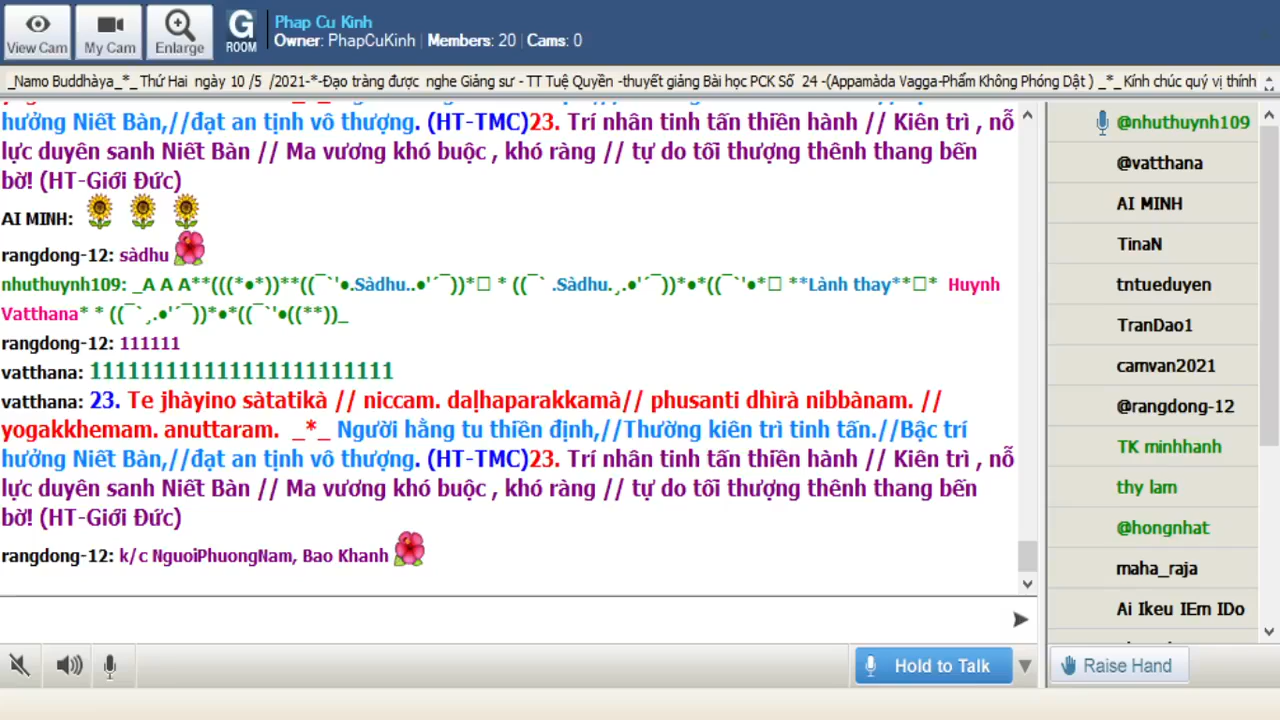 Phap Cu Kinh
Owner: PhapCuKinh | Members: 20 | Cams: 0
View Cam
My Cam
Enlarge
G ROOM
_Namo Buddhàya_*_Thứ Hai ngày 10 /5 /2021-*-Đạo tràng được nghe Giảng sư - TT Tuệ Quyền -thuyết giảng Bài học PCK Số 24 -(Appamàda Vagga-Phẩm Không Phóng Dật ) _*_Kính chúc quý vị thính
hưởng Niết Bàn,//đạt an tịnh vô thượng. (HT-TMC)23. Trí nhân tinh tấn thiền hành // Kiên trì , nỗ
lực duyên sanh Niết Bàn // Ma vương khó buộc , khó ràng // tự do tối thượng thênh thang bến
bờ! (HT-Giới Đức)
AI MINH:
rangdong-12: sàdhu
nhuthuynh109: _A A A**(((*●*))**((¯`'●.Sàdhu..●'´¯))*□ * ((¯` .Sàdhu.¸.●'´¯))*●*((¯`'●*□ **Lành thay**□* Huynh
Vatthana* * ((¯`¸.●'´¯))*●*((¯`'●((**))_
rangdong-12: 111111
vatthana: 111111111111111111111111
vatthana: 23. Te jhàyino sàtatikà // niccam. daḷhaparakkamà// phusanti dhìrà nibbànam. //
yogakkhemam. anuttaram. _*_ Người hằng tu thiền định,//Thường kiên trì tinh tấn.//Bậc trí
hưởng Niết Bàn,//đạt an tịnh vô thượng. (HT-TMC)23. Trí nhân tinh tấn thiền hành // Kiên trì , nỗ
lực duyên sanh Niết Bàn // Ma vương khó buộc , khó ràng // tự do tối thượng thênh thang bến
bờ! (HT-Giới Đức)
rangdong-12: k/c NguoiPhuongNam, Bao Khanh
@nhuthuynh109
@vatthana
AI MINH
TinaN
tntueduyen
TranDao1
camvan2021
@rangdong-12
TK minhhanh
thy lam
@hongnhat
maha_raja
Ai Ikeu IEm IDo
Hold to Talk
Raise Hand